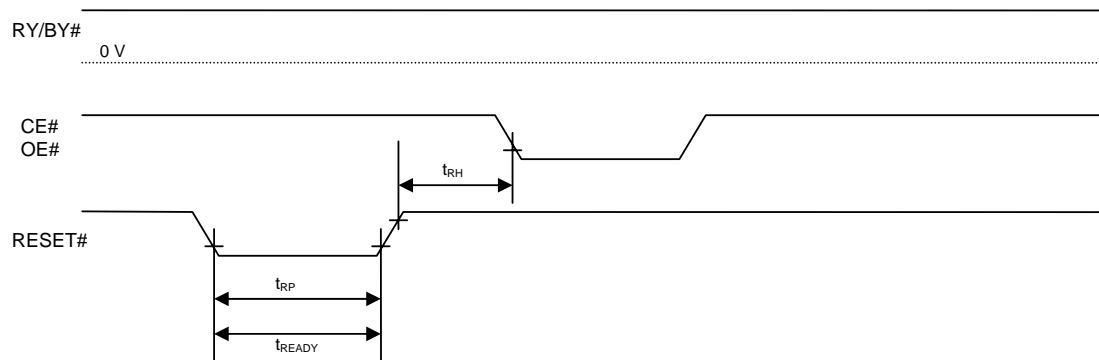 RY/BY#
0 V
CE#
OE#
tRH
RESET#
tRP
tREADY